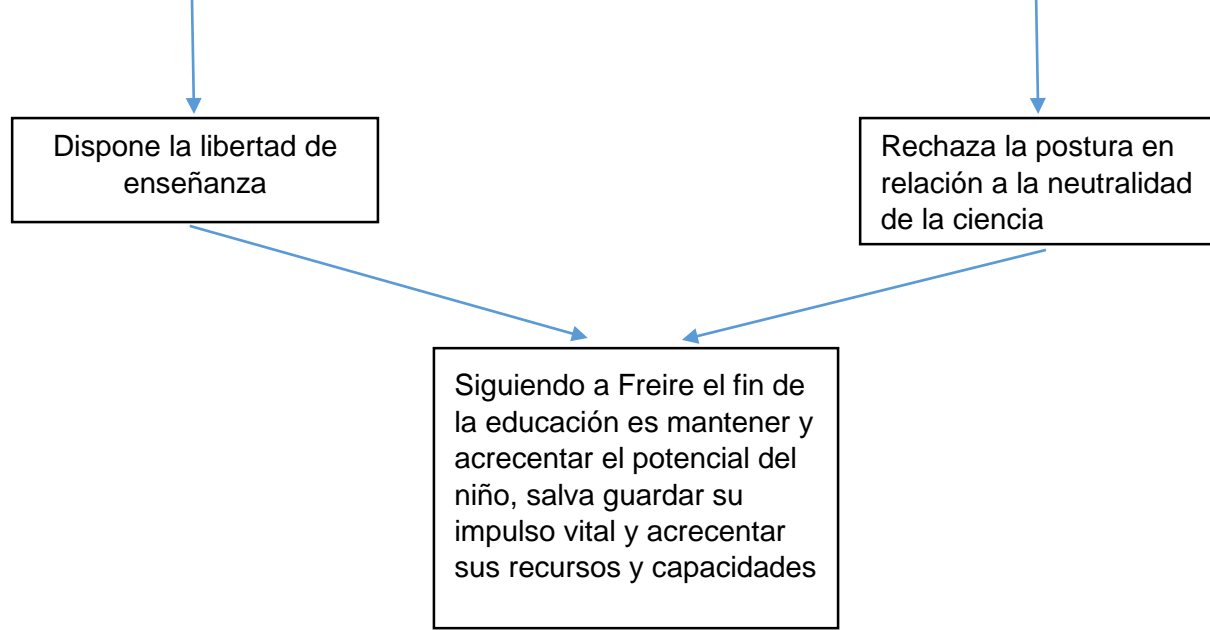 Dispone la libertad de
enseñanza
Rechaza la postura en
relación a la neutralidad
de la ciencia
Siguiendo a Freire el fin de
la educación es mantener y
acrecentar el potencial del
niño, salva guardar su
impulso vital y acrecentar
sus recursos y capacidades